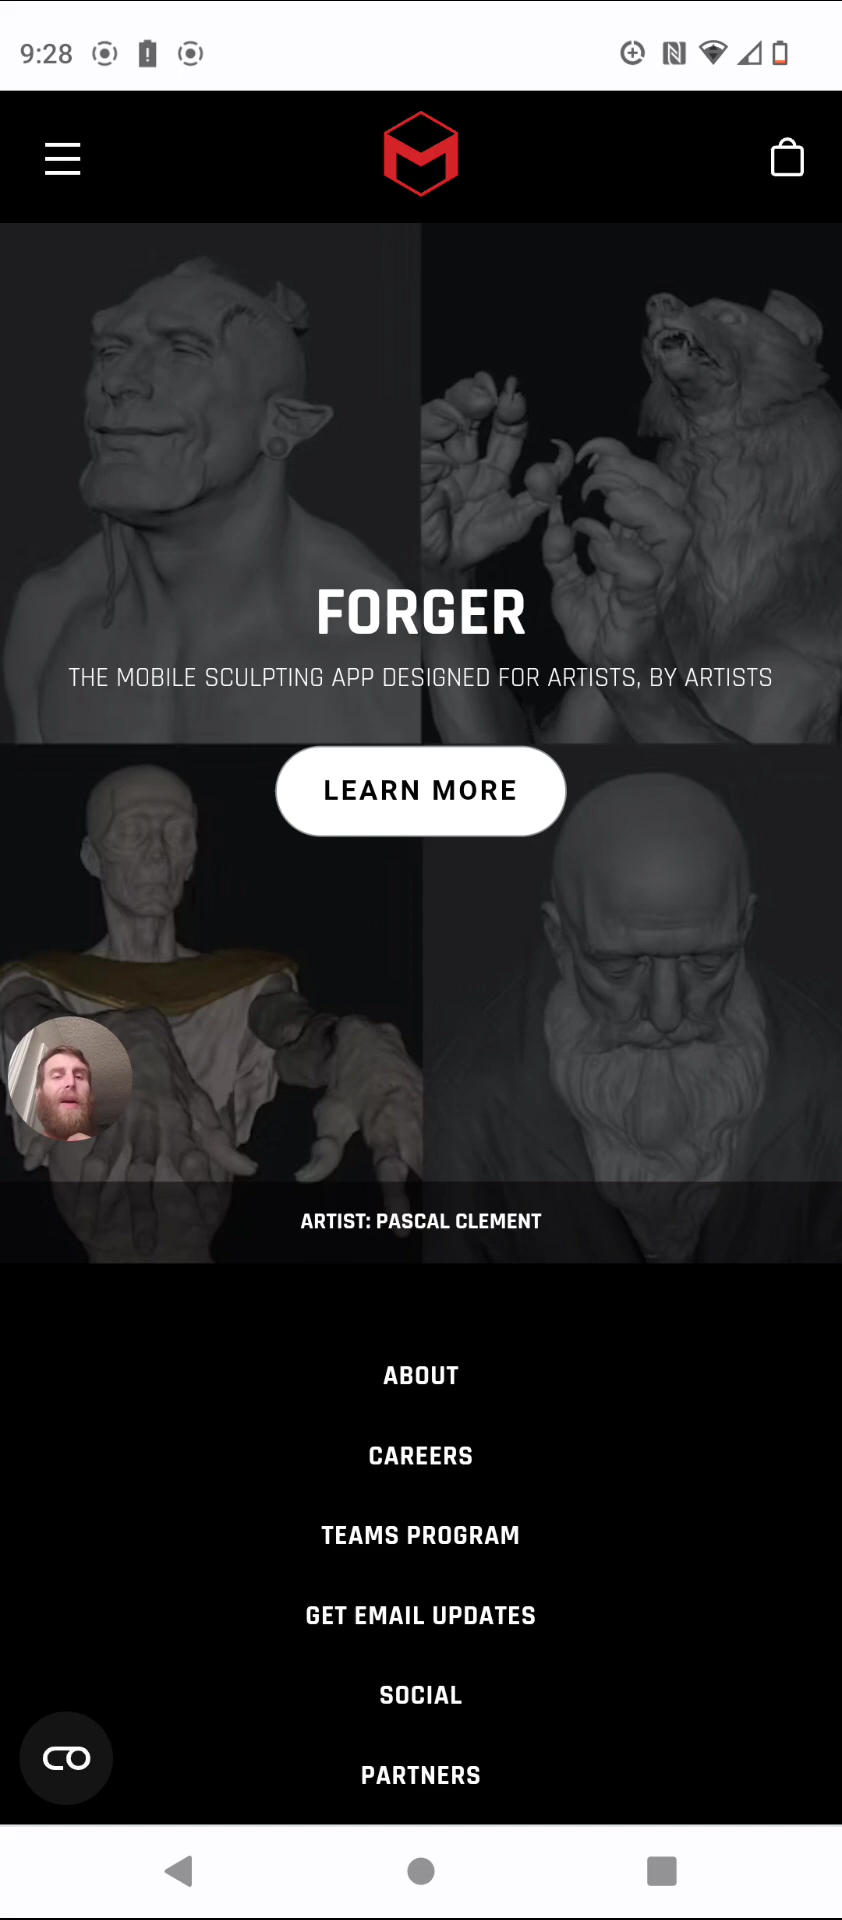 9:28
FORGER
THE MOBILE SCULPTING APP DESIGNED FOR ARTISTS, BY ARTISTS
LEARN MORE
ARTIST: PASCAL CLEMENT
ABOUT
CAREERS
TEAMS PROGRAM
GET EMAIL UPDATES
SOCIAL
PARTNERS